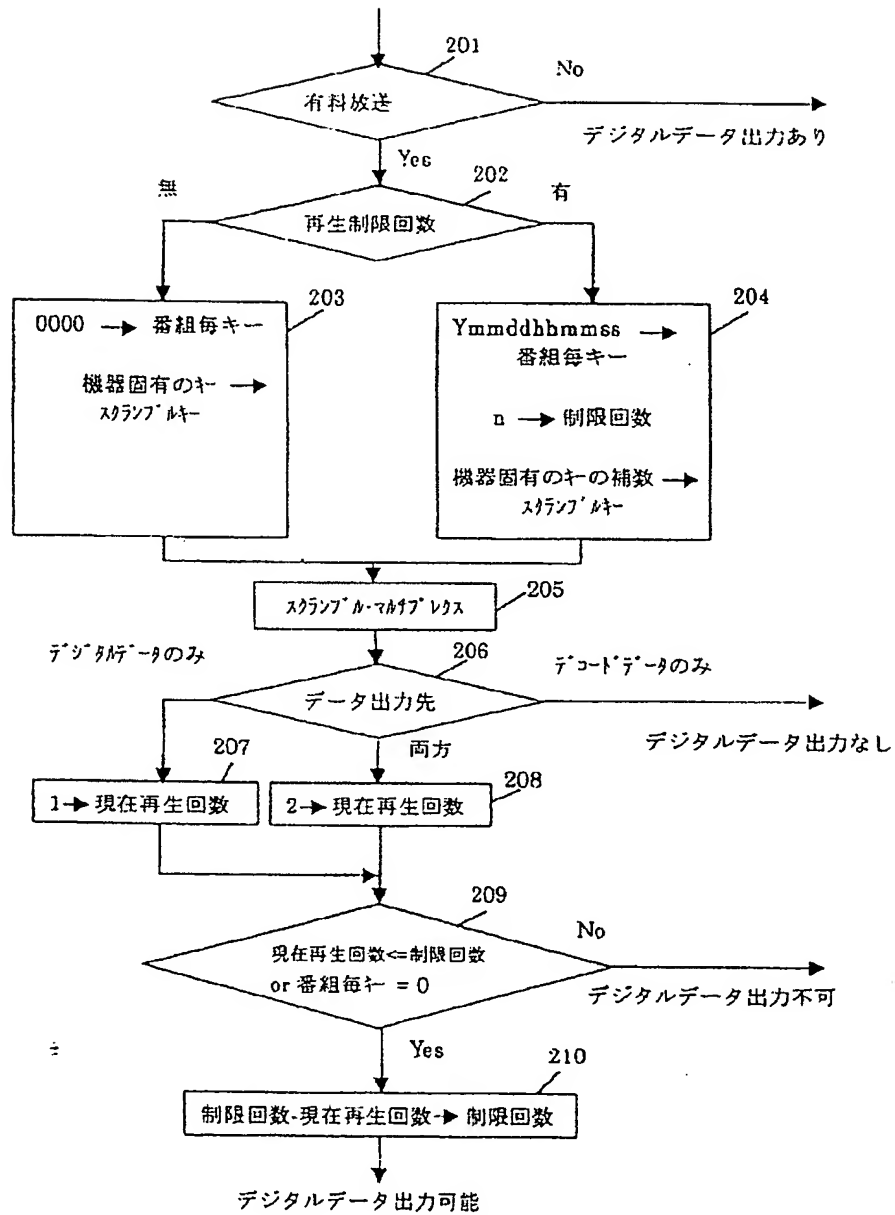 201
No
有料放送
デジタルデータ出力あり
Yes
202
無
有
再生制限回数
203
204
0000 → 番組毎キー
機器固有のキー →
スクランブルキー
Ymmddhhmmss →
番組毎キー
n → 制限回数
機器固有のキーの補数 →
スクランブルキー
スクランブル・マルチプレクス
205
デジタルデータのみ
206
デコードデータのみ
データ出力先
デジタルデータ出力なし
両方
207
1→現在再生回数
208
2→現在再生回数
209
No
現在再生回数<=制限回数
or 番組毎キー = 0
デジタルデータ出力不可
Yes
210
制限回数-現在再生回数-→ 制限回数
デジタルデータ出力可能